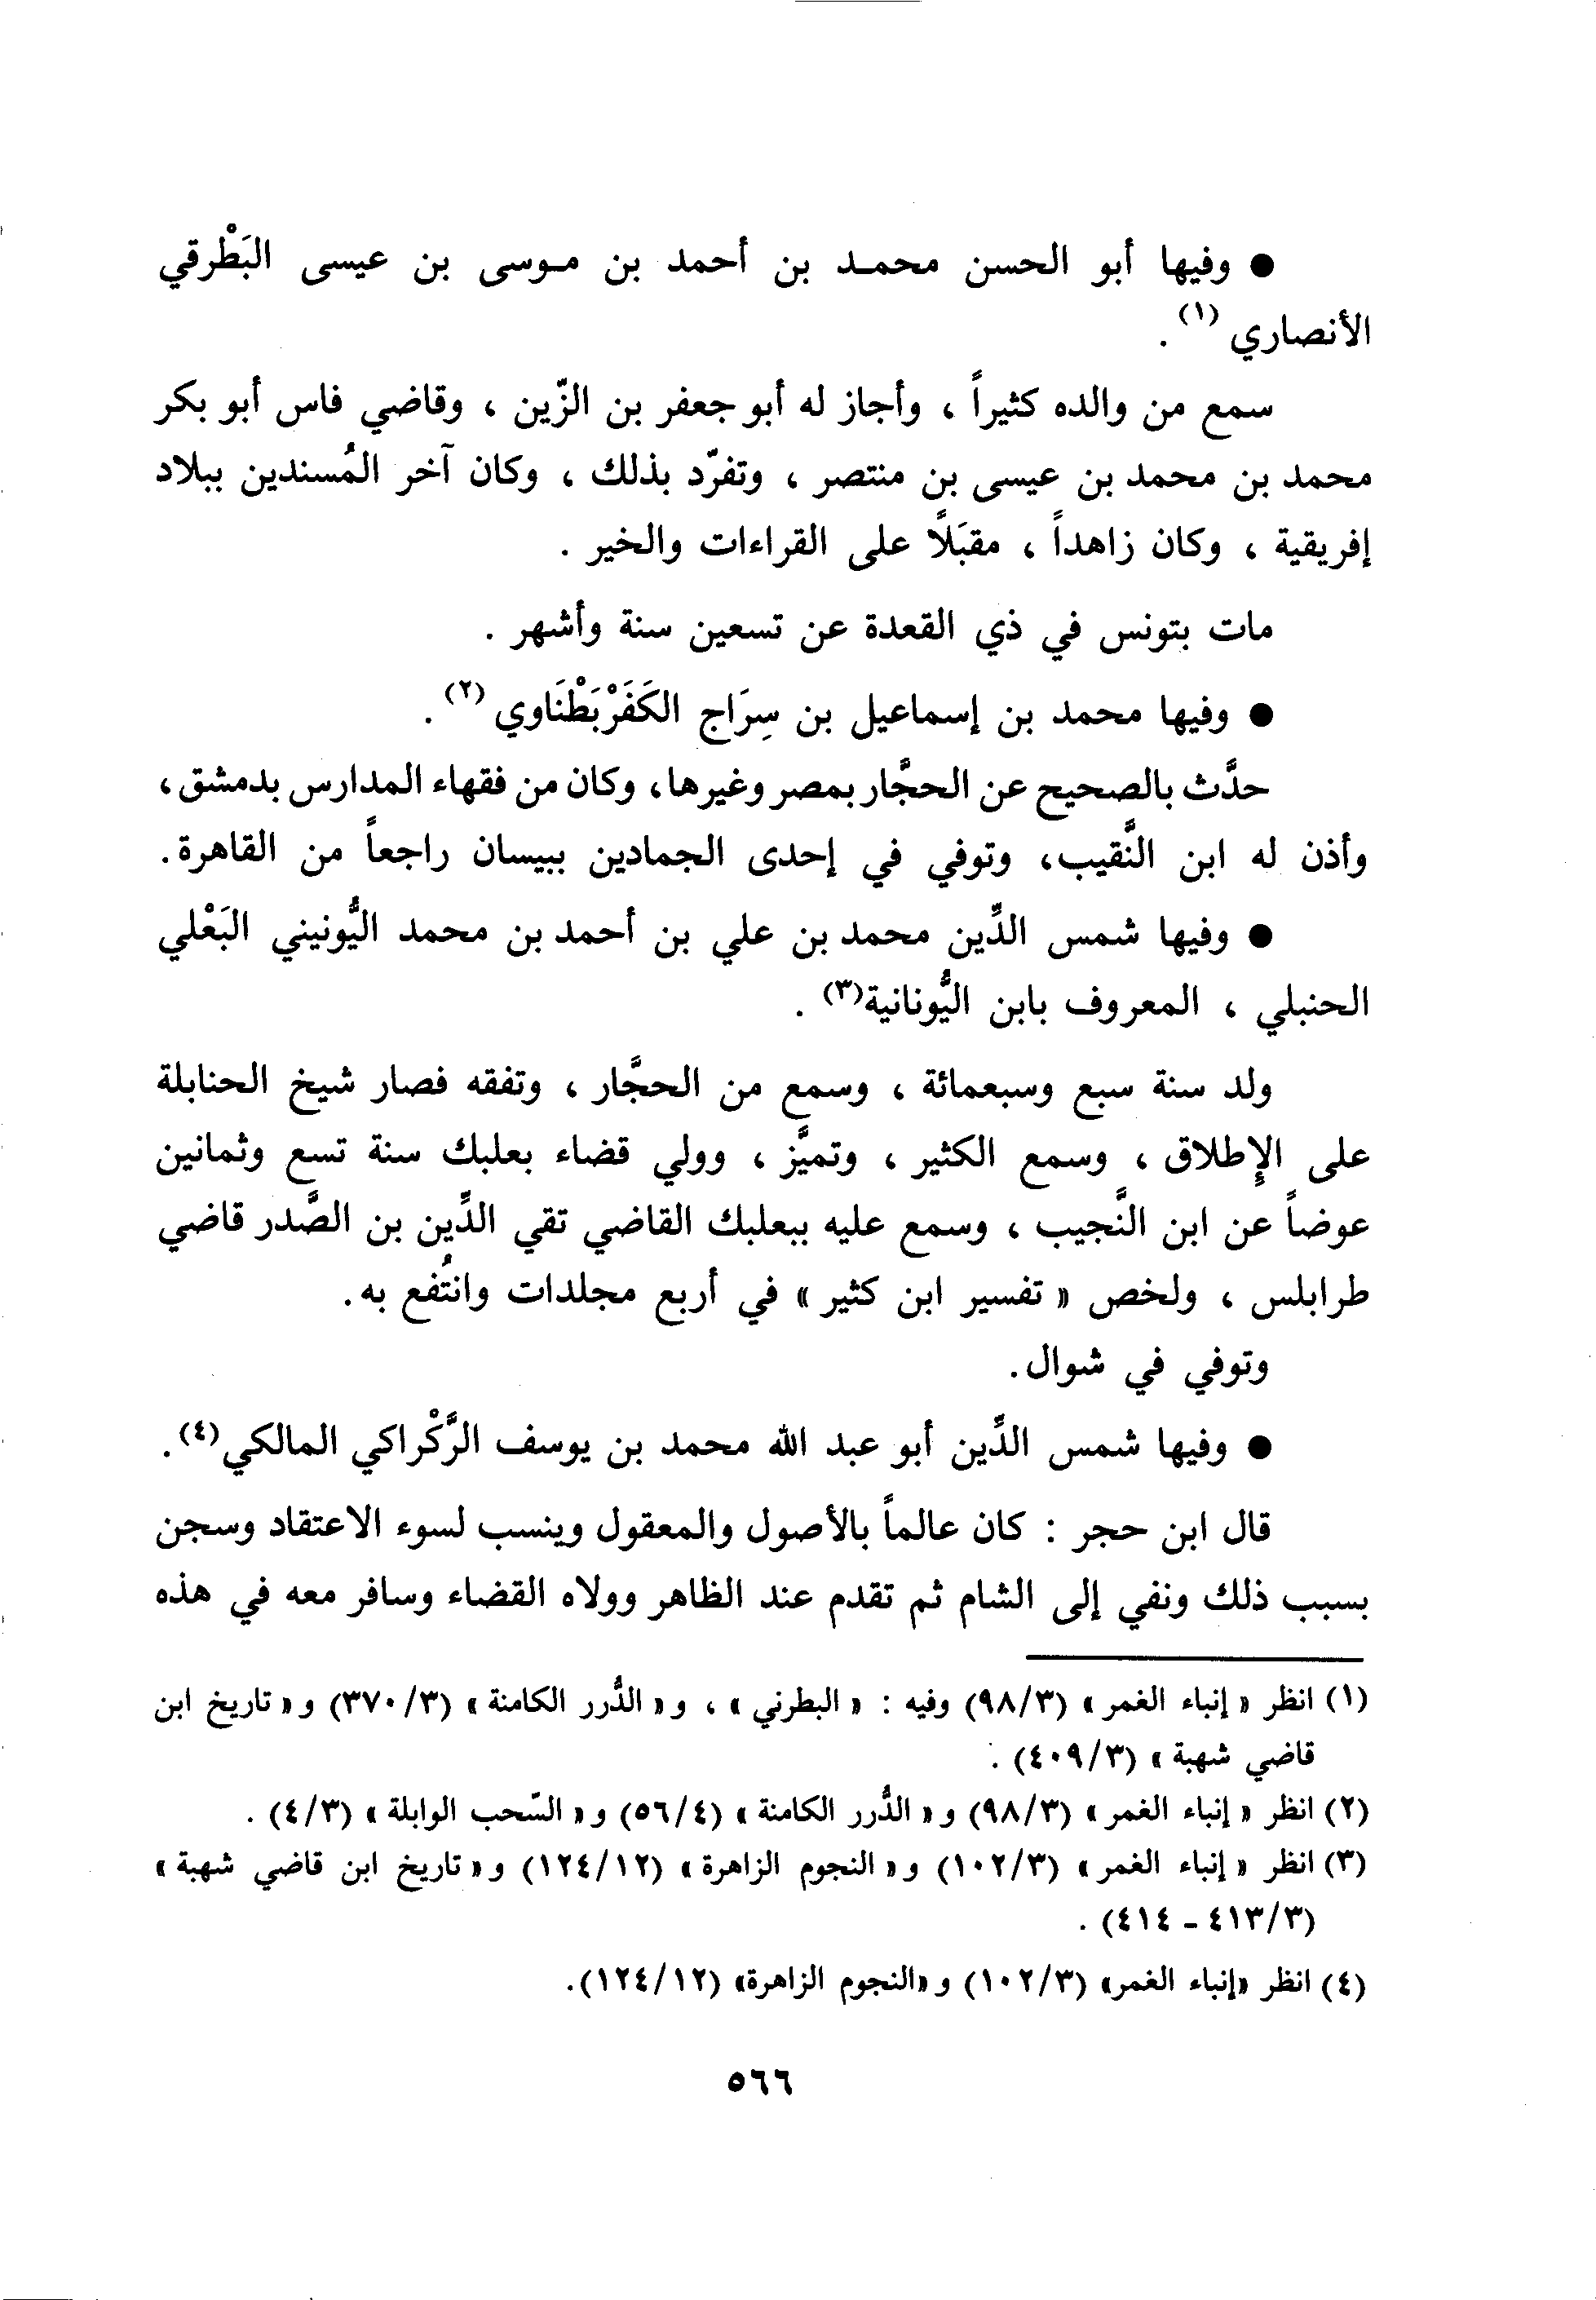 ● وفيها أبو الحسن محمـد بن أحمد بن مـوسى بن عيسى البَطْرقي
الأنصاري (١) .
سمع من والده كثيراً ، وأجاز له أبو جعفر بن الزّين ، وقاضي فاس أبو بكر
محمد بن محمد بن عيسى بن منتصر ، وتفرّد بذلك ، وكان آخر المُسندين ببلاد
إفريقية ، وكان زاهداً ، مقبَلًا على القراءات والخير .
مات بتونس في ذي القعدة عن تسعين سنة وأشهر .
● وفيها محمد بن إسماعيل بن سِرَاج الكَفَرْبَطْنَاوي (٢) .
حدَّث بالصحيح عن الحجَّار بمصر وغيرها، وكان من فقهاء المدارس بدمشق،
وأذن له ابن النَّقيب، وتوفي في إحدى الجمادين ببيسان راجعاً من القاهرة.
● وفيها شمس الدِّين محمد بن علي بن أحمد بن محمد اليُّونيني البَعْلي
الحنبلي ، المعروف بابن اليُّونانية(٣) .
ولد سنة سبع وسبعمائة ، وسمع من الحجَّار ، وتفقه فصار شيخ الحنابلة
على الإِطلاق ، وسمع الكثير ، وتميَّز ، وولي قضاء بعلبك سنة تسع وثمانين
عوضاً عن ابن النَّجيب ، وسمع عليه ببعلبك القاضي تقي الدِّين بن الصَّدر قاضي
طرابلس ، ولخص « تفسير ابن كثير » في أربع مجلدات وانتُفع به.
وتوفي في شوال.
● وفيها شمس الدِّين أبو عبد الله محمد بن يوسف الرَّكْراكي المالكي(٤).
قال ابن حجر : كان عالماً بالأصول والمعقول وينسب لسوء الاعتقاد وسجن
بسبب ذلك ونفي إلى الشام ثم تقدم عند الظاهر وولاه القضاء وسافر معه في هذه
(١) انظر « إنباء الغمر » (٩٨/٣) وفيه : « البطرني » ، و« الدُّرر الكامنة » (٣٧٠/٣) و« تاريخ ابن
قاضي شهبة » (٤٠٩/٣) .
(٢) انظر « إنباء الغمر » (٩٨/٣) و« الدُّرر الكامنة » (٥٦/٤) و« السّحب الوابلة » (٤/٣) .
(٣) انظر « إنباء الغمر » (١٠٢/٣) و« النجوم الزاهرة » (١٢٤/١٢) و« تاريخ ابن قاضي شهبة »
(٤١٣/٣ - ٤١٤) .
(٤) انظر «إنباء الغمر» (١٠٢/٣) و«النجوم الزاهرة» (١٢٤/١٢).
٥٦٦